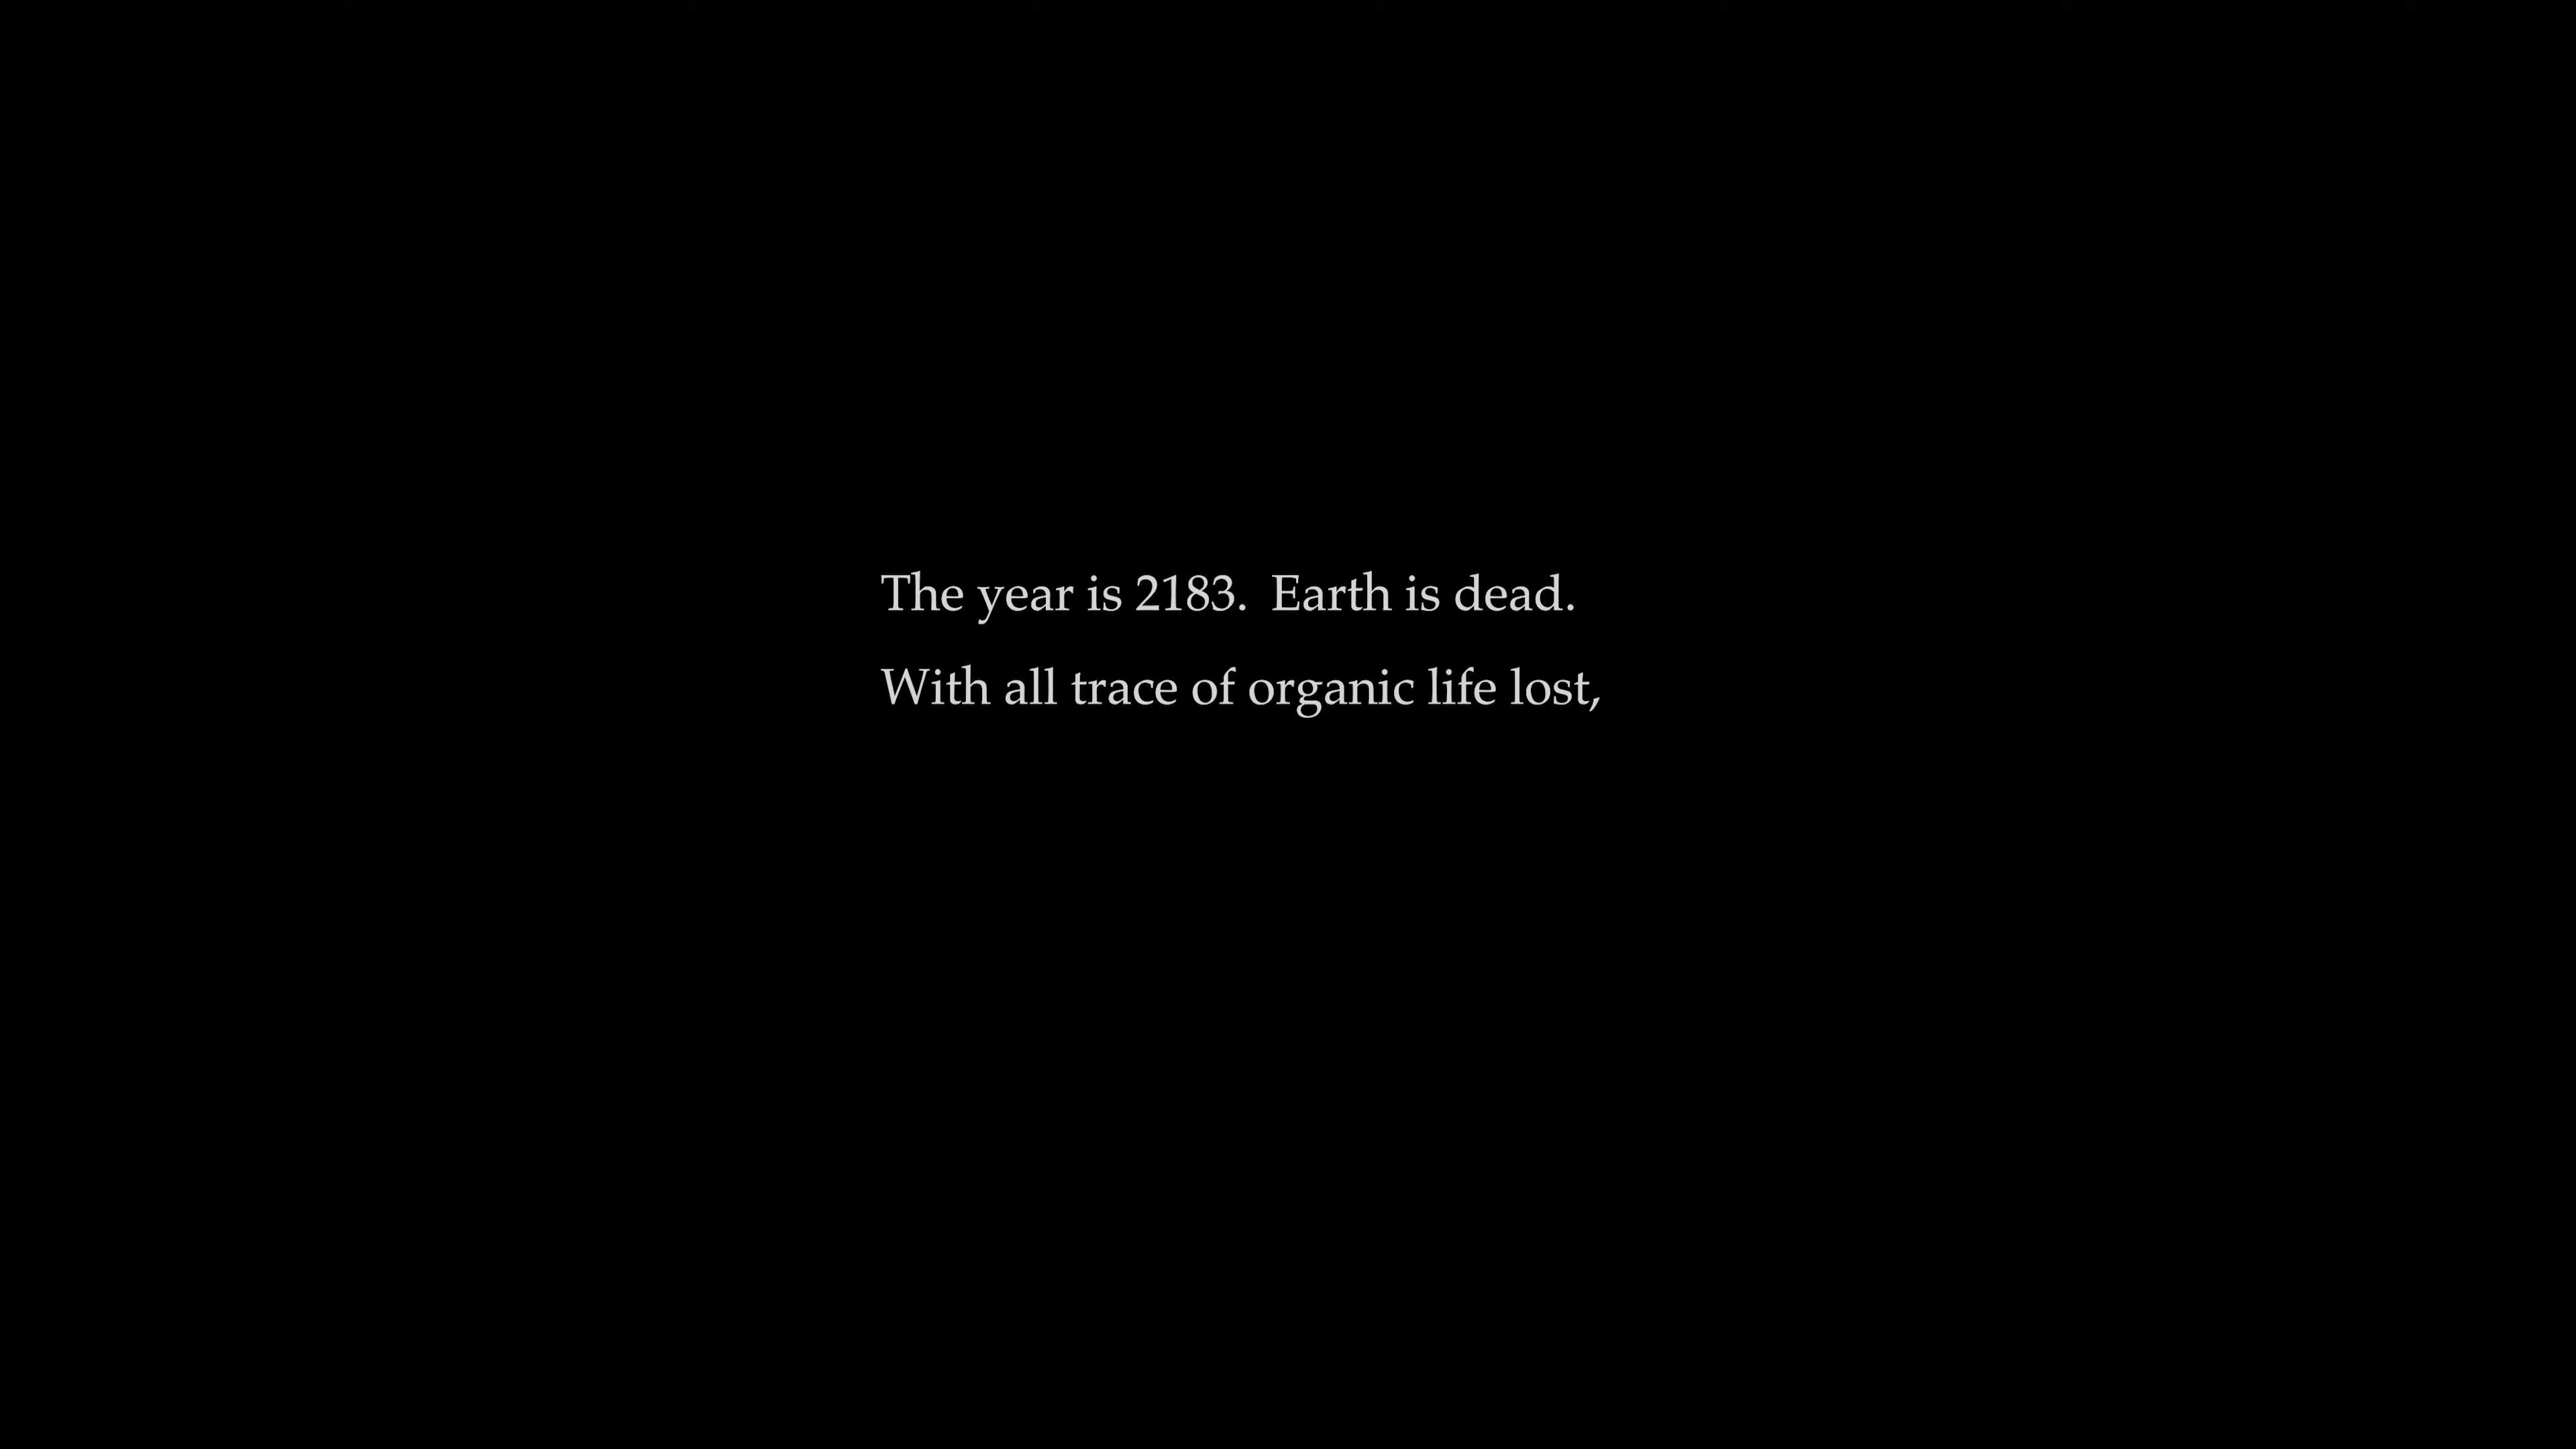 The year is 2183.  Earth is dead.
With all trace of organic life lost,